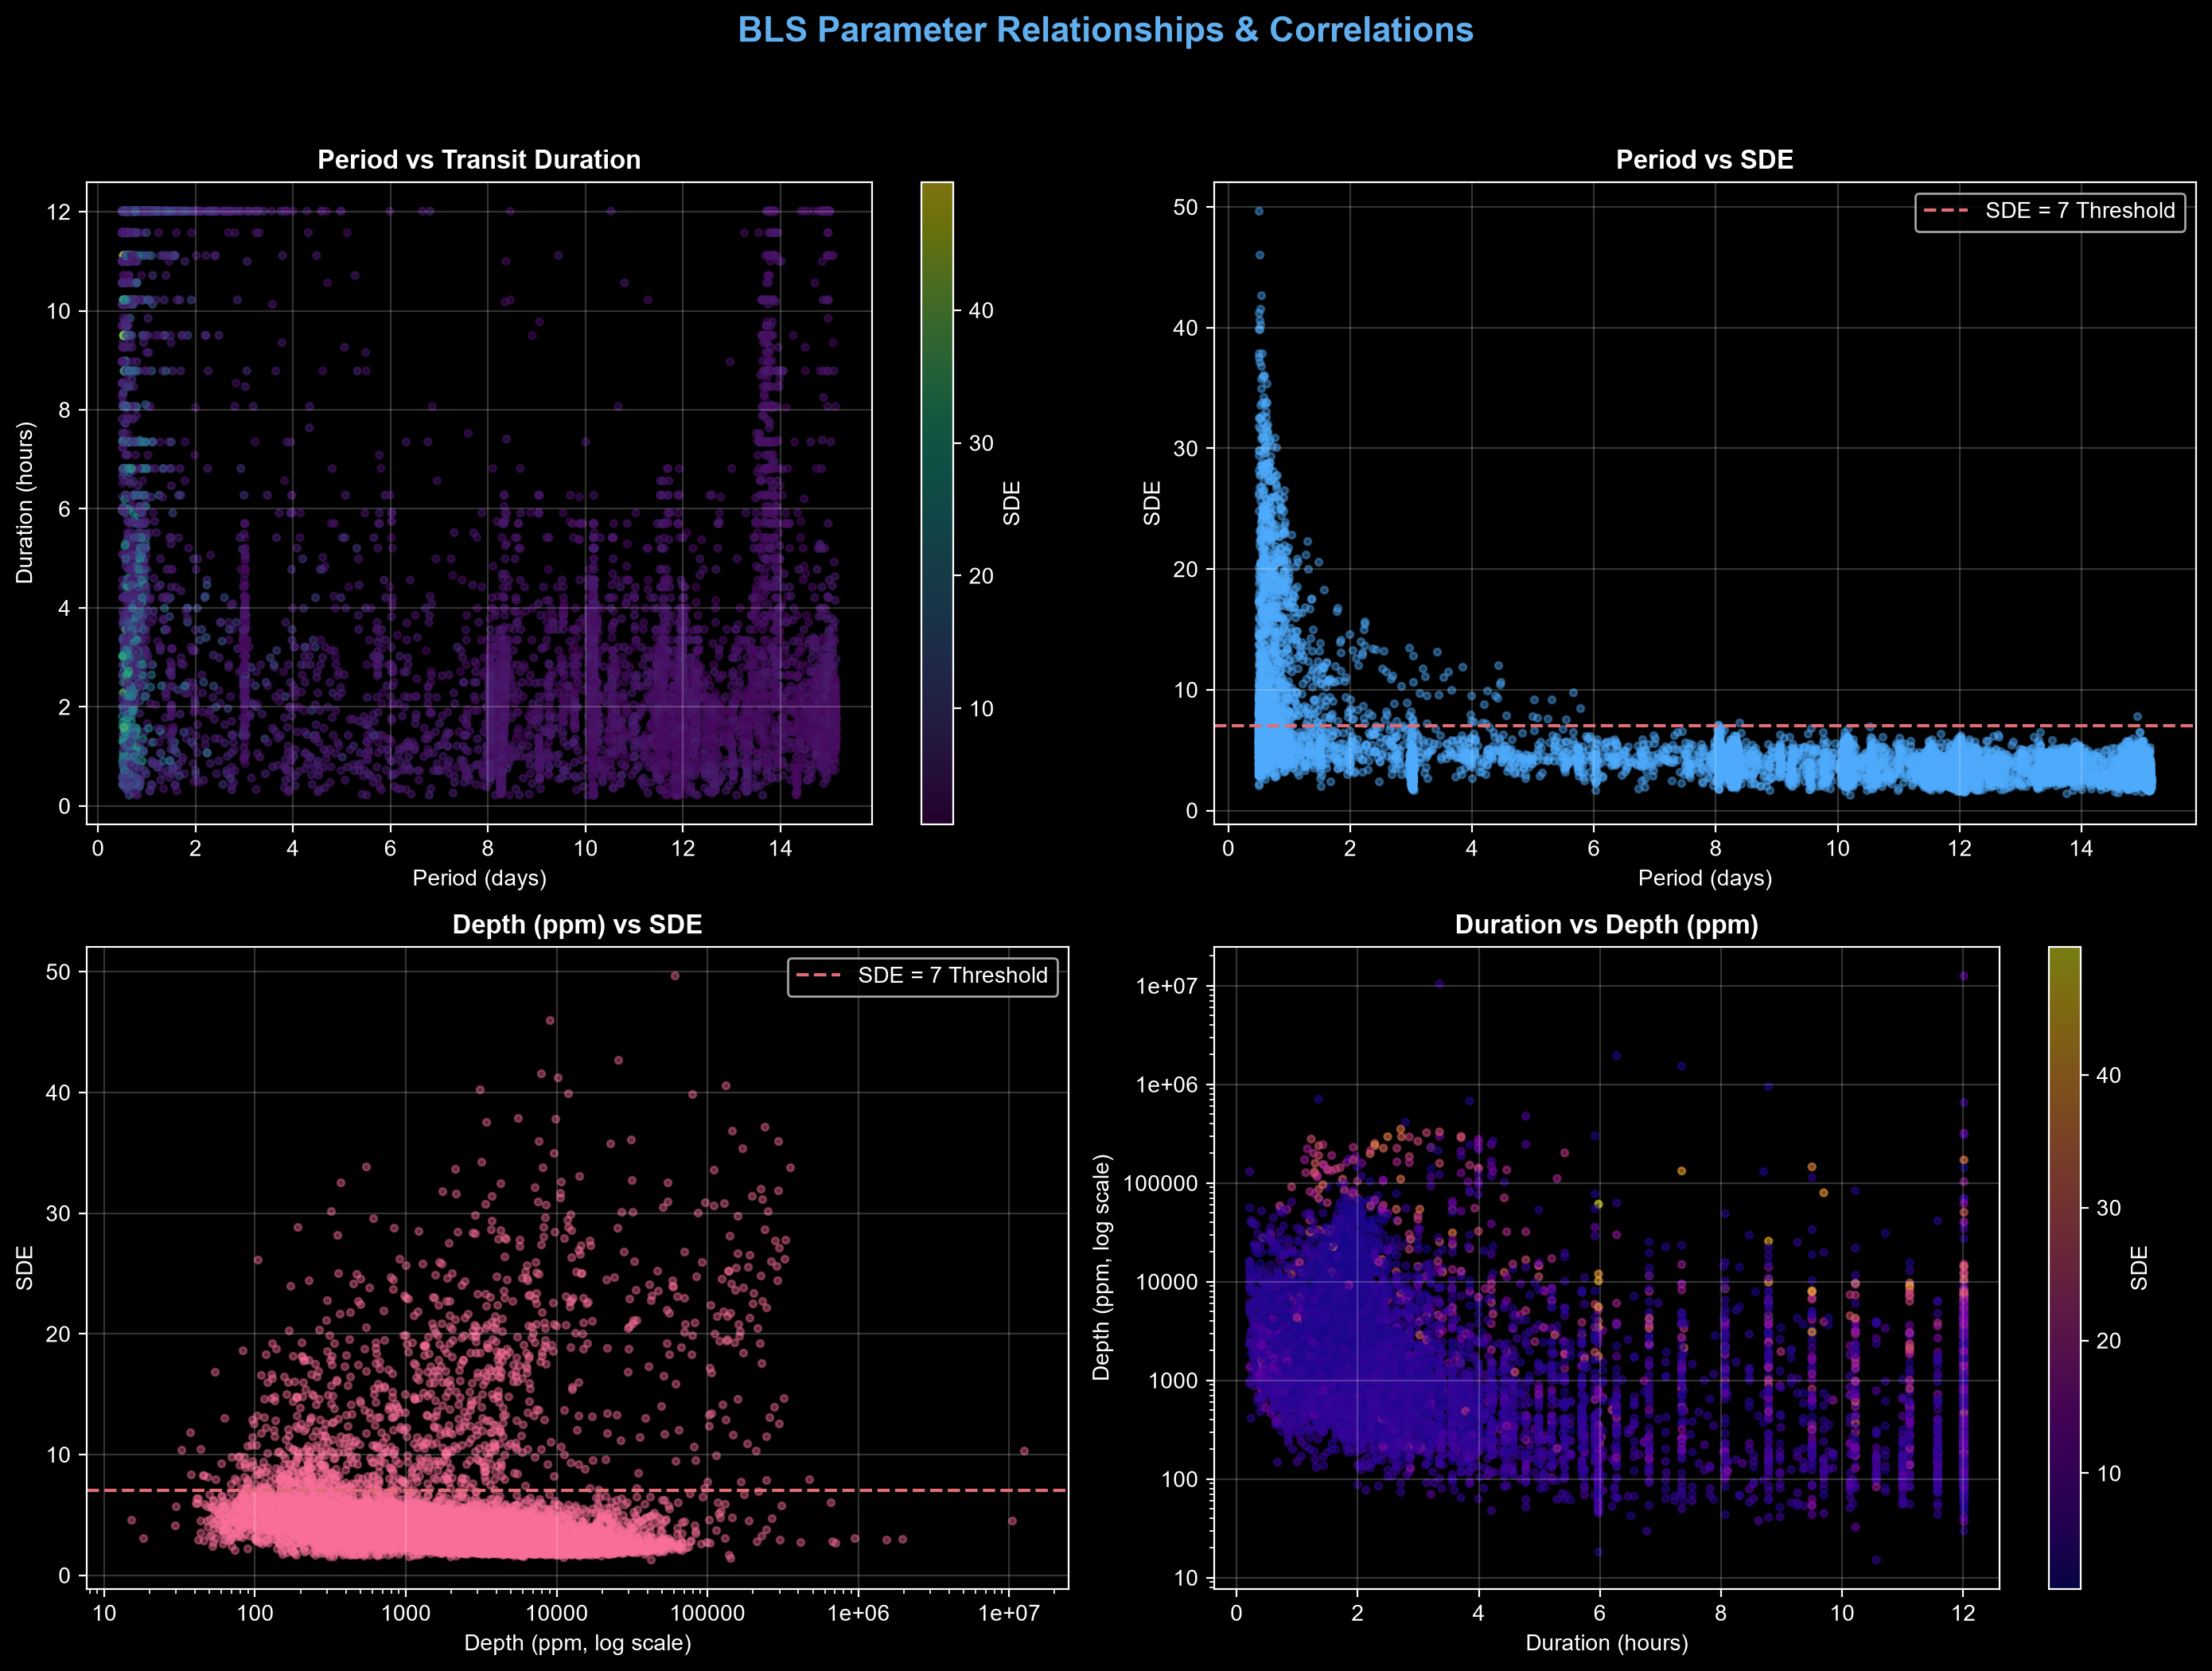 BLS Parameter Relationships & Correlations
Period vs Transit Duration
12
10
8
6
4
2
0
Duration (hours)
0 2 4 6 8 10 12 14
Period (days)
40
30
20
10
SDE
Period vs SDE
SDE = 7 Threshold
50
40
30
20
10
0
SDE
0 2 4 6 8 10 12 14
Period (days)
Depth (ppm) vs SDE
SDE = 7 Threshold
50
40
30
20
10
0
SDE
10 100 1000 10000 100000 1e+06 1e+07
Depth (ppm, log scale)
Duration vs Depth (ppm)
1e+07
1e+06
100000
10000
1000
100
10
Depth (ppm, log scale)
0 2 4 6 8 10 12
Duration (hours)
40
30
20
10
SDE